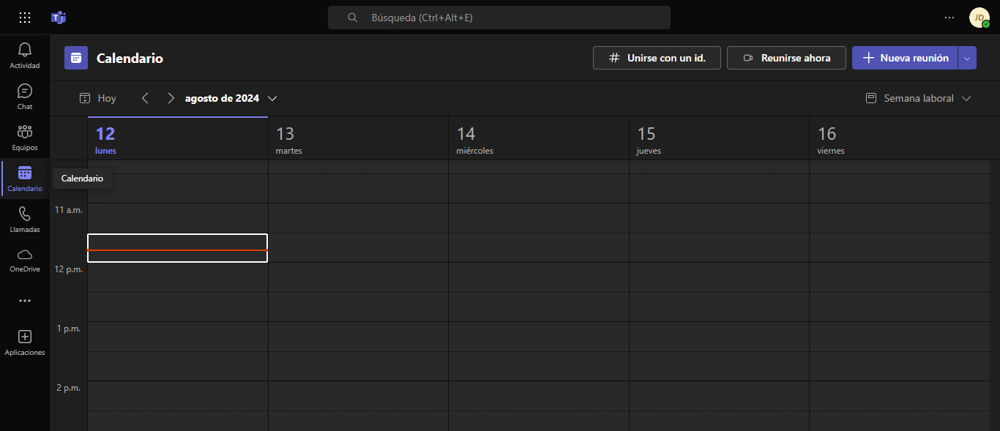 Búsqueda (Ctrl+Alt+E)
JD
Actividad
Chat
Equipos
Calendario
Llamadas
OneDrive
Aplicaciones
Calendario
Calendario
# Unirse con un id.
Reunirse ahora
Nueva reunión
Hoy
agosto de 2024
Semana laboral
12 13 14 15 16
lunes martes miércoles jueves viernes
11 a.m.
12 p.m.
1 p.m.
2 p.m.